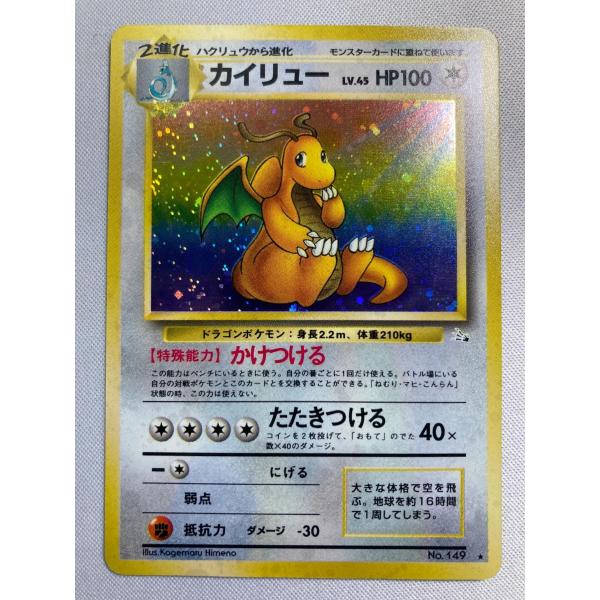 2進化 ハクリュウから進化 モンスターカードに重ねて使います
カイリュー LV.45 HP100
ドラゴンポケモン：身長2.2m、体重210kg
【特殊能力】かけつける
この能力はベンチにいるときに使う。自分の番ごとに1回だけ使える。バトル場にいる
自分の対戦ポケモンとこのカードとを交換することができる。「ねむり・マヒ・こんらん」
状態の時、この力は使えない。
たたきつける 40×
コインを2枚投げて、「おもて」のでた
数×40のダメージ。
にげる
弱点
抵抗力 ダメージ -30
大きな体格で空を飛
ぶ。地球を約16時間
で1周してしまう。
Illus. Kagemaru Himeno
No. 149